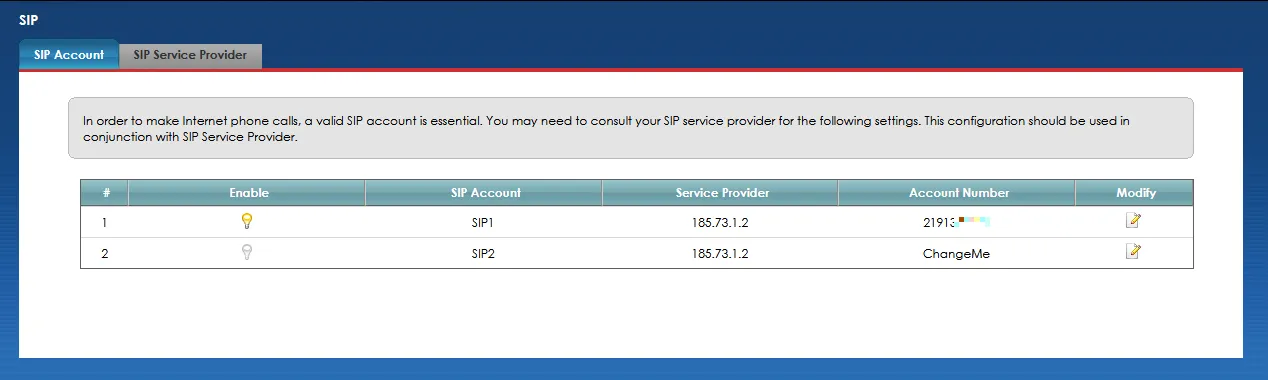 SIP
SIP Account SIP Service Provider
In order to make Internet phone calls, a valid SIP account is essential. You may need to consult your SIP service provider for the following settings. This configuration should be used in
conjunction with SIP Service Provider.
# Enable SIP Account Service Provider Account Number Modify
1 SIP1 185.73.1.2 21913
2 SIP2 185.73.1.2 ChangeMe